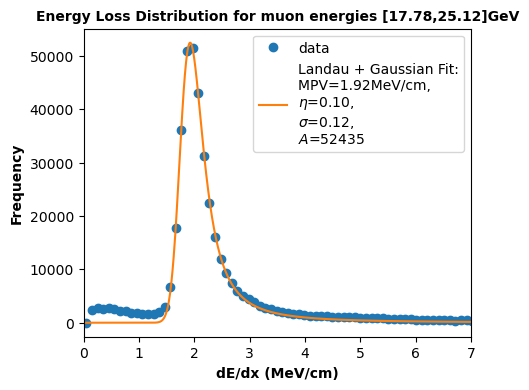 Energy Loss Distribution for muon energies [17.78,25.12]GeV
data
Landau + Gaussian Fit:
MPV=1.92MeV/cm,
η=0.10,
σ=0.12,
A=52435
Frequency
50000
40000
30000
20000
10000
0
0 1 2 3 4 5 6 7
dE/dx (MeV/cm)